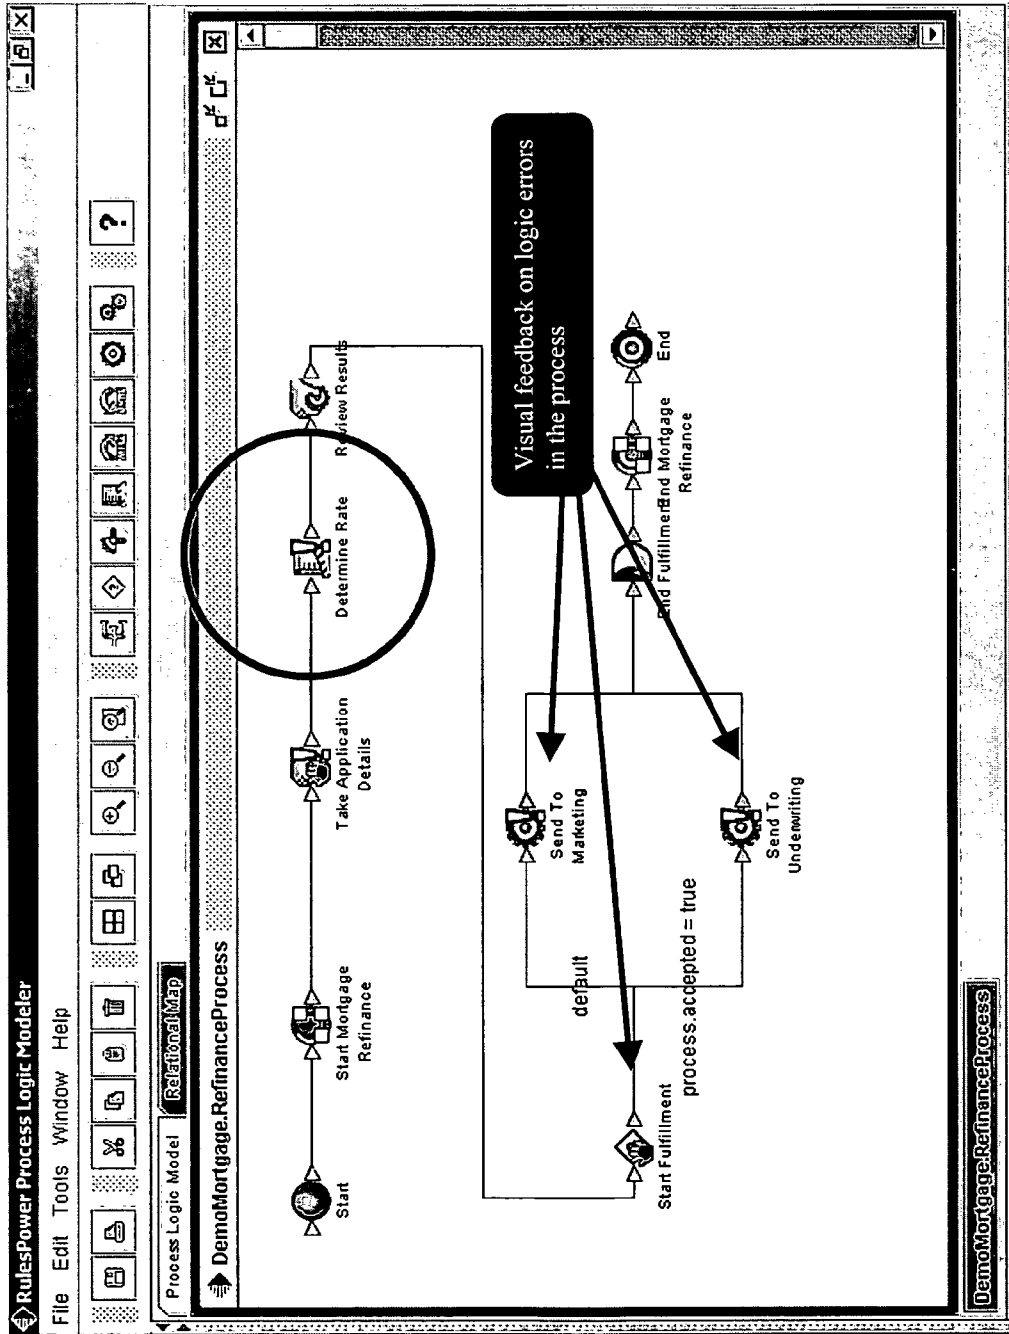 RulesPower Process Logic Modeler
File Edit Tools Window Help
?
Process Logic Model
Relational Map
DemoMortgage.RefinanceProcess
Start
Start Mortgage
Refinance
Take Application
Details
Determine Rate
Review Results
Visual feedback on logic errors
in the process
Start Fulfillment
default
process.accepted = true
Send To
Marketing
Send To
Underwriting
End Fulfillment
End Mortgage
Refinance
End
DemoMortgage.RefinanceProcess